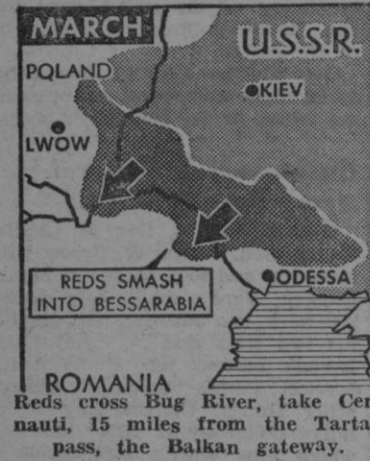 MARCH
U.S.S.R.
POLAND
KIEV
LWOW
REDS SMASH
INTO BESSARABIA
ODESSA
ROMANIA
Reds cross Bug River, take Cer
nauti, 15 miles from the Tarta
pass, the Balkan gateway.